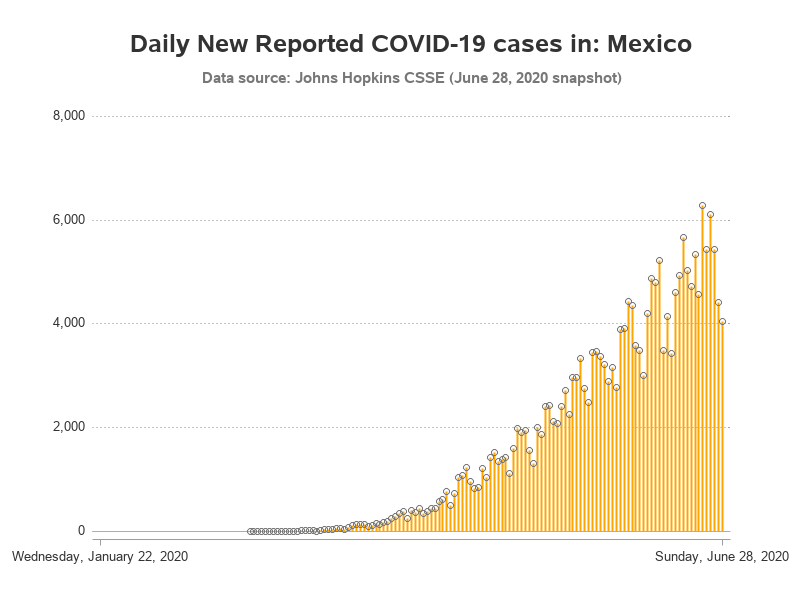 Daily New Reported COVID-19 cases in: Mexico
Data source: Johns Hopkins CSSE (June 28, 2020 snapshot)
8,000
6,000
4,000
2,000
0
Wednesday, January 22, 2020
Sunday, June 28, 2020